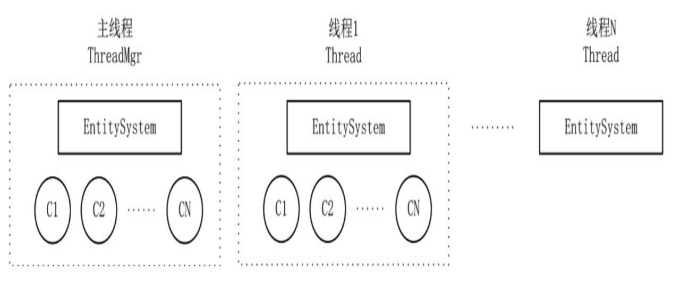 主线程
ThreadMgr
线程1
Thread
线程N
Thread
EntitySystem
EntitySystem
........
EntitySystem
C1
C2
......
CN
C1
C2
......
CN